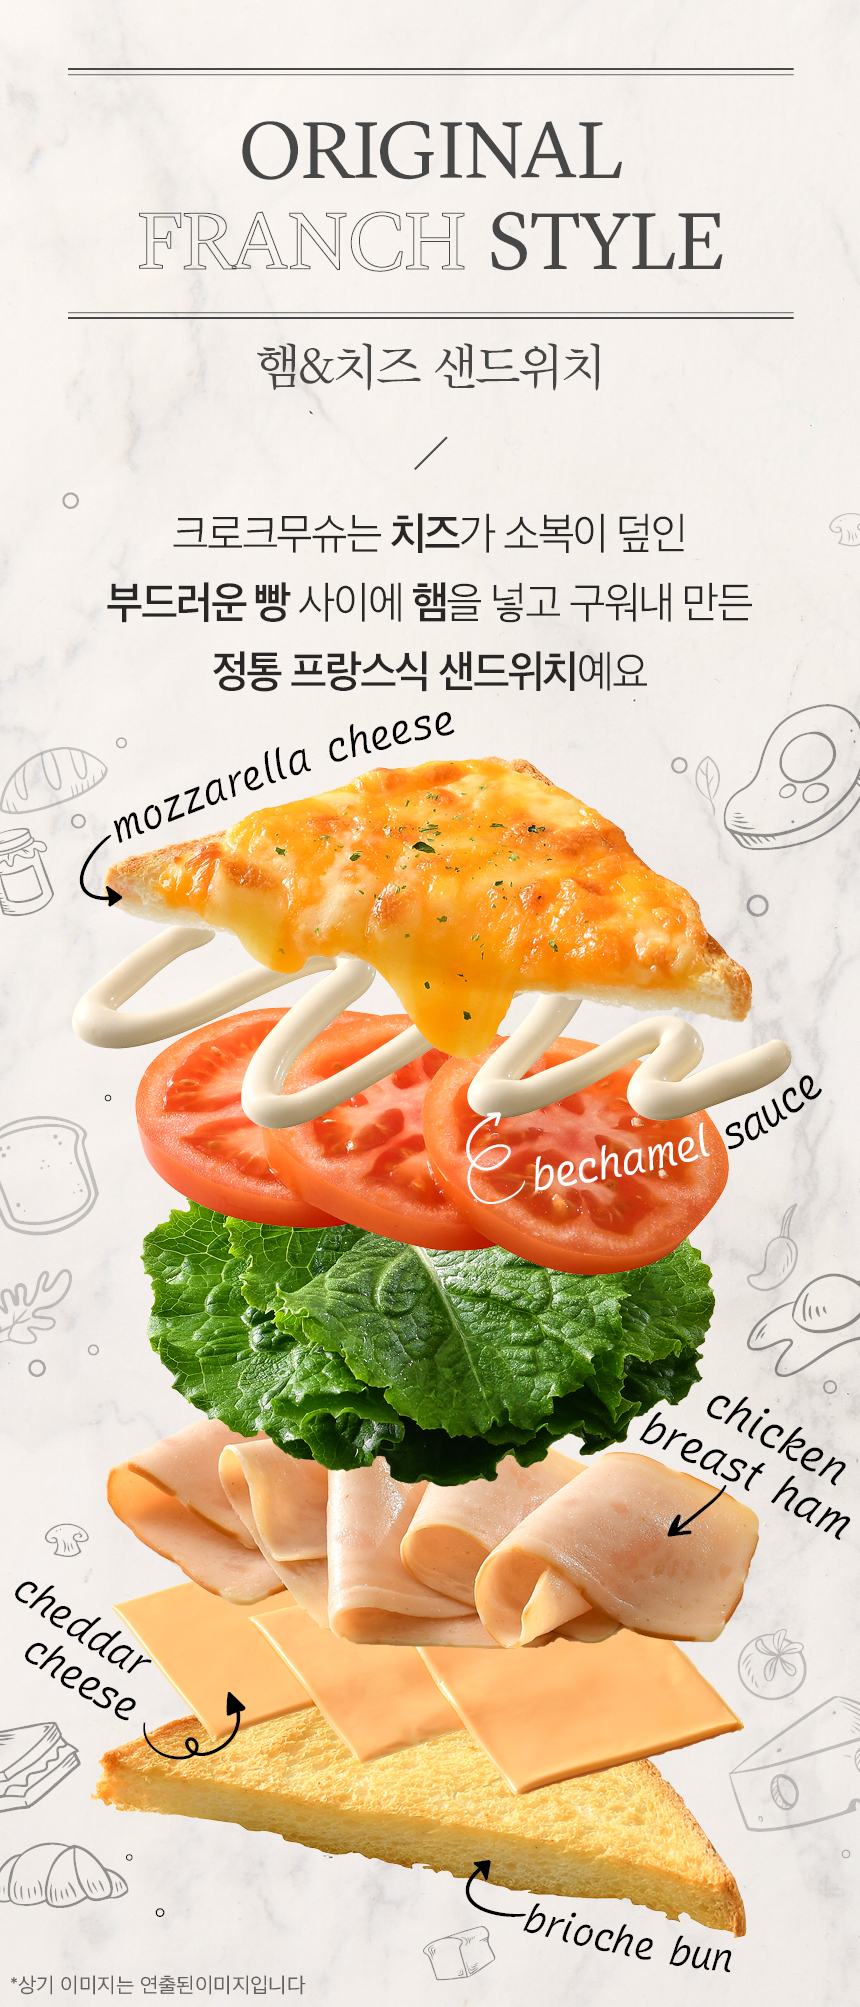 ORIGINAL
FRANCH STYLE
햄&치즈 샌드위치
크로크무슈는 치즈가 소복이 덮인
부드러운 빵 사이에 햄을 넣고 구워내 만든
정통 프랑스식 샌드위치예요
mozzarella cheese
bechamel sauce
chicken
breast ham
cheddar
cheese
brioche bun
*상기 이미지는 연출된이미지입니다